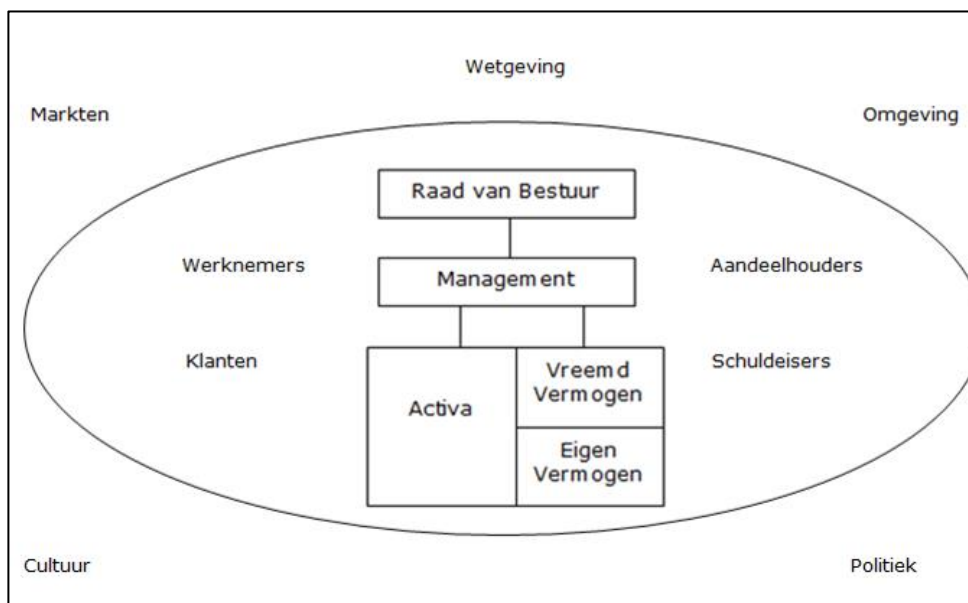 Wetgeving
Markten
Omgeving
Raad van Bestuur
Werknemers
Management
Aandeelhouders
Klanten
Activa
Vreemd
Vermogen
Schuldeisers
Eigen
Vermogen
Cultuur
Politiek